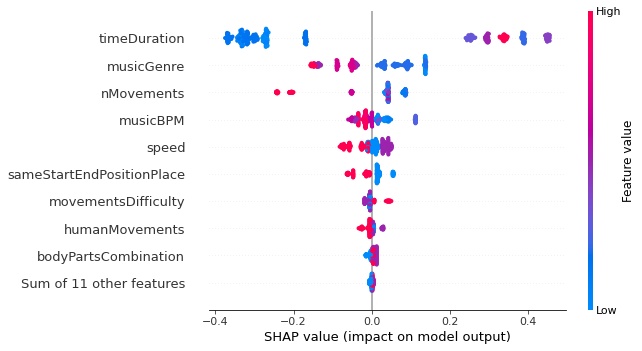 High
timeDuration
musicGenre
nMovements
musicBPM
speed
sameStartEndPositionPlace
movementsDifficulty
humanMovements
bodyPartsCombination
Sum of 11 other features
Feature value
Low
−0.4 −0.2 0.0 0.2 0.4
SHAP value (impact on model output)